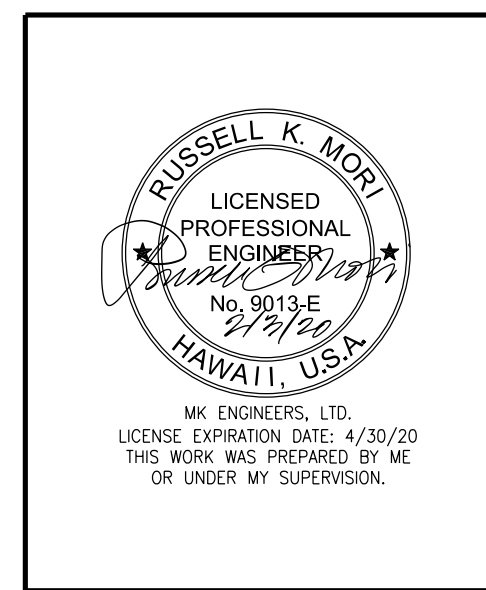 RUSSELL K. MORI
LICENSED
PROFESSIONAL
ENGINEER
No. 9013-E
2/3/20
HAWAII, U.S.A.
MK ENGINEERS, LTD.
LICENSE EXPIRATION DATE: 4/30/20
THIS WORK WAS PREPARED BY ME
OR UNDER MY SUPERVISION.